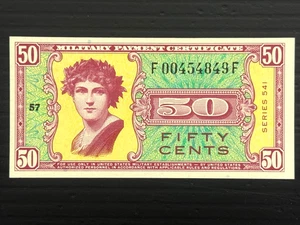 50 MILITARY PAYMENT CERTIFICATE 50
F00454849F
57
50
SERIES 541
FIFTY
CENTS
50 FOR USE ONLY IN UNITED STATES MILITARY ESTABLISHMENTS - BY UNITED STATES 50
AUTHORIZED PERSONNEL IN ACCORDANCE WITH APPLICABLE RULES AND REGULATIONS